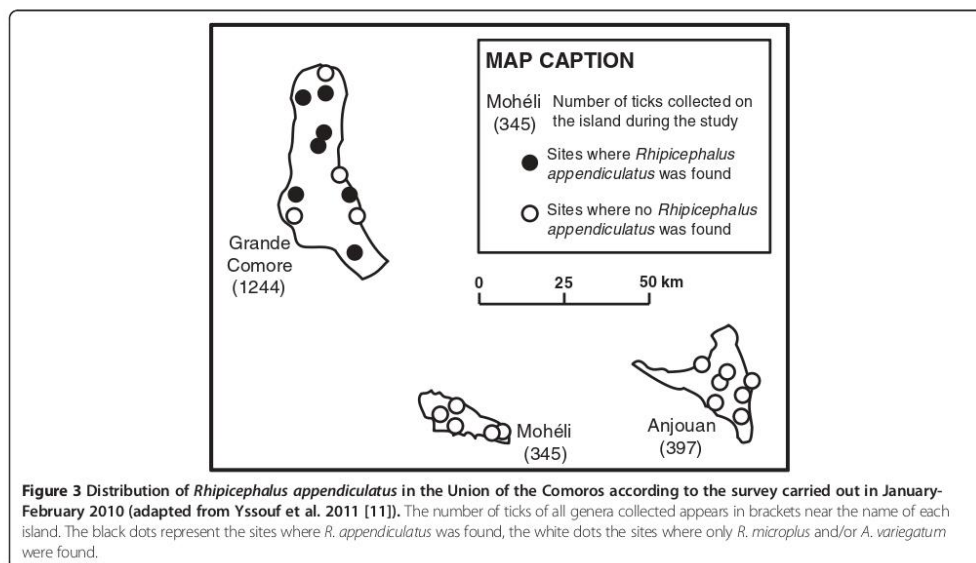 MAP CAPTION
Mohéli
(345)
Number of ticks collected on
the island during the study
Sites where Rhipicephalus
appendiculatus was found
Sites where no Rhipicephalus
appendiculatus was found
Grande
Comore
(1244)
0 25 50 km
Mohéli
(345)
Anjouan
(397)
Figure 3 Distribution of Rhipicephalus appendiculatus in the Union of the Comoros according to the survey carried out in January-
February 2010 (adapted from Yssouf et al. 2011 [11]). The number of ticks of all genera collected appears in brackets near the name of each
island. The black dots represent the sites where R. appendiculatus was found, the white dots the sites where only R. microplus and/or A. variegatum
were found.